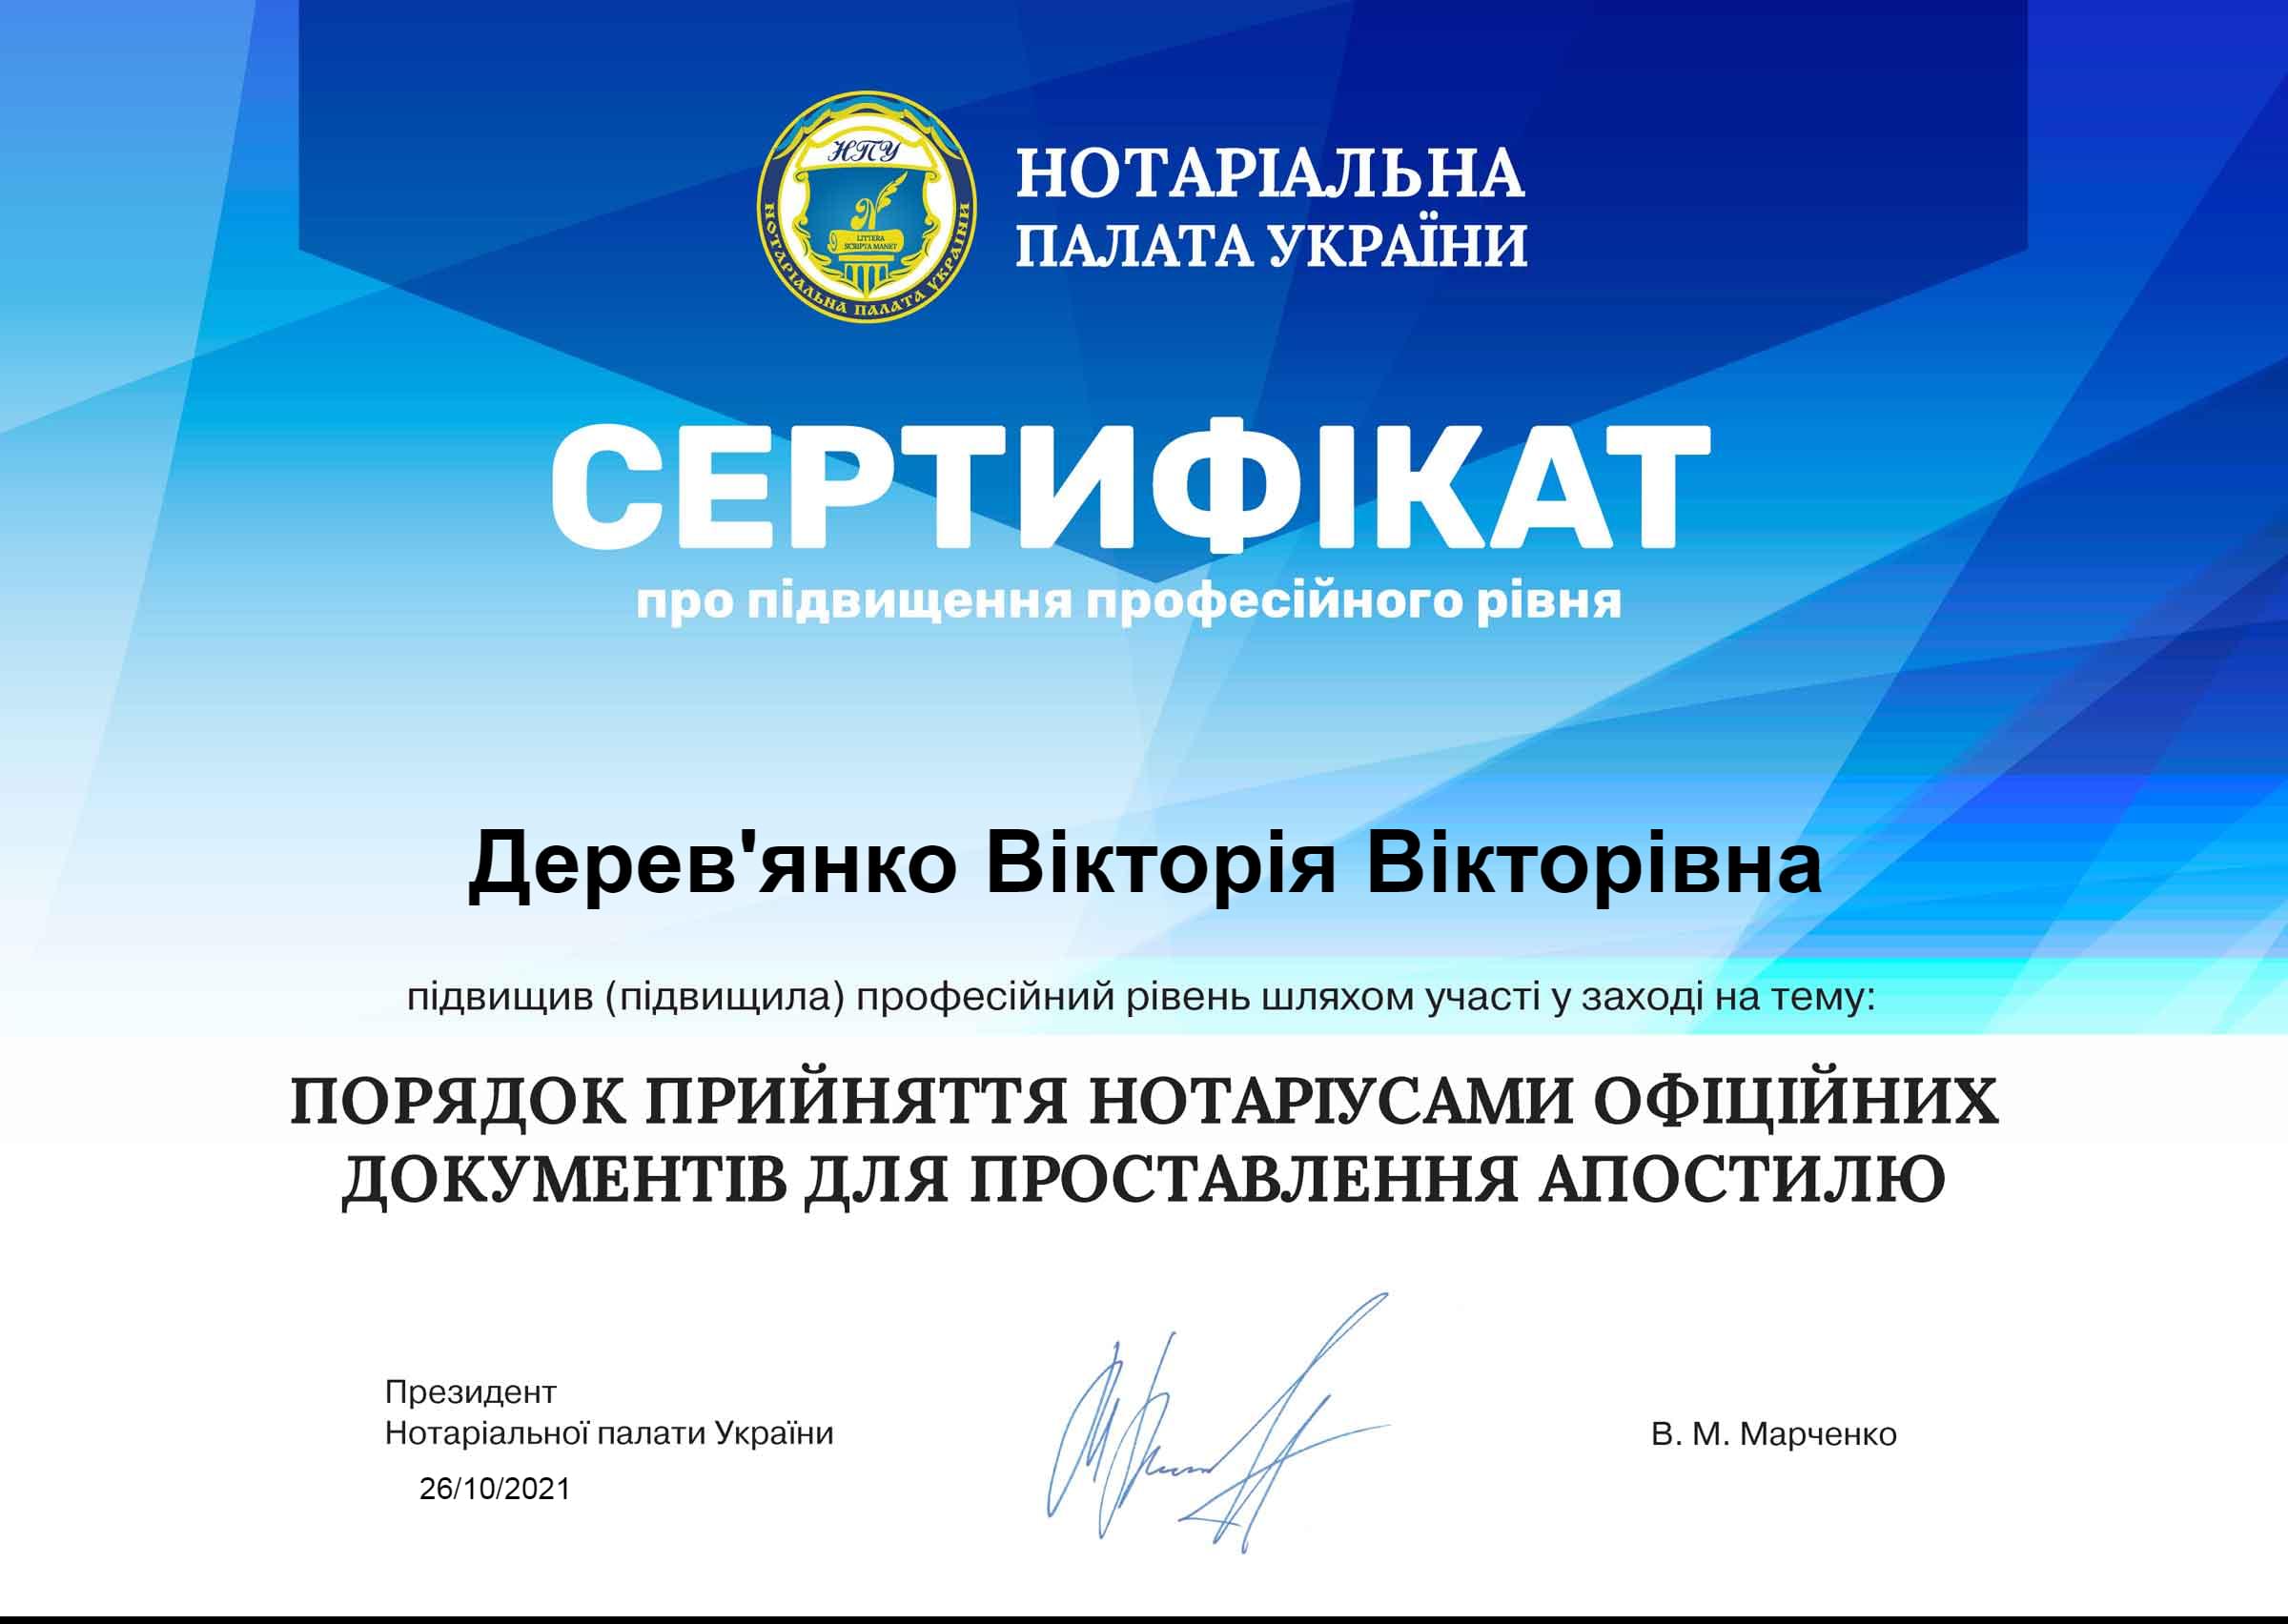 НПУ
LITTERA
SCRIPTA MANET
НОТАРІАЛЬНА ПАЛАТА УКРАЇНИ
НОТАРІАЛЬНА
ПАЛАТА УКРАЇНИ
СЕРТИФІКАТ
про підвищення професійного рівня
Дерев'янко Вікторія Вікторівна
підвищив (підвищила) професійний рівень шляхом участі у заході на тему:
ПОРЯДОК ПРИЙНЯТТЯ НОТАРІУСАМИ ОФІЦІЙНИХ
ДОКУМЕНТІВ ДЛЯ ПРОСТАВЛЕННЯ АПОСТИЛЮ
Президент
Нотаріальної палати України
В. М. Марченко
26/10/2021